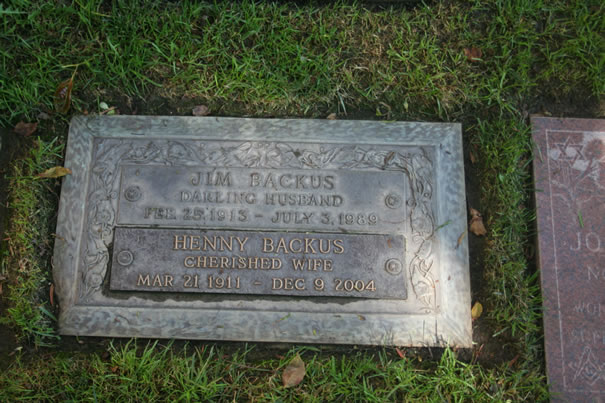 JIM BACKUS
DARLING HUSBAND
FEB. 25, 1913 - JULY 3, 1989
HENNY BACKUS
CHERISHED WIFE
MAR 21 1911 - DEC 9 2004
JO